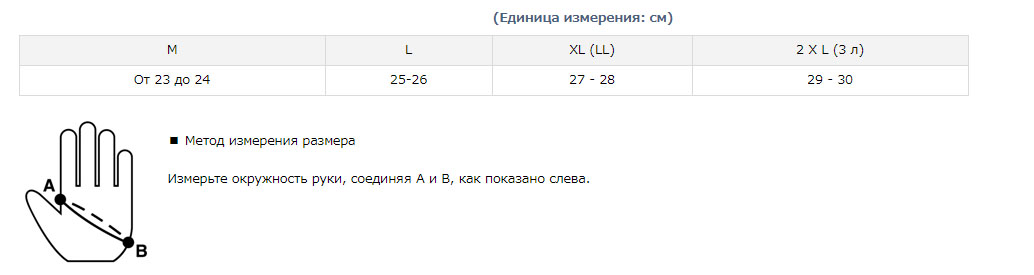 (Единица измерения: см)
M L XL (LL) 2 X L (3 л)
От 23 до 24 25-26 27 - 28 29 - 30
■ Метод измерения размера
Измерьте окружность руки, соединяя A и B, как показано слева.
A
B